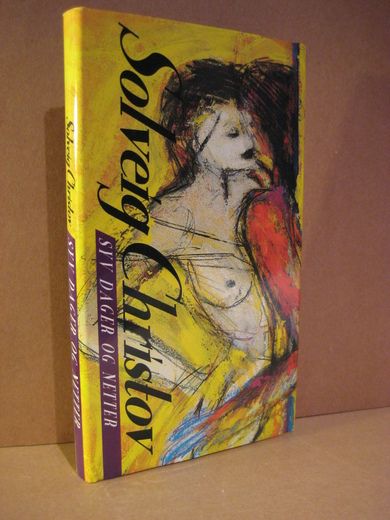 Solveig Christov
SYV DAGER OG NETTER
Solveig Christov
SYV DAGER OG NETTER